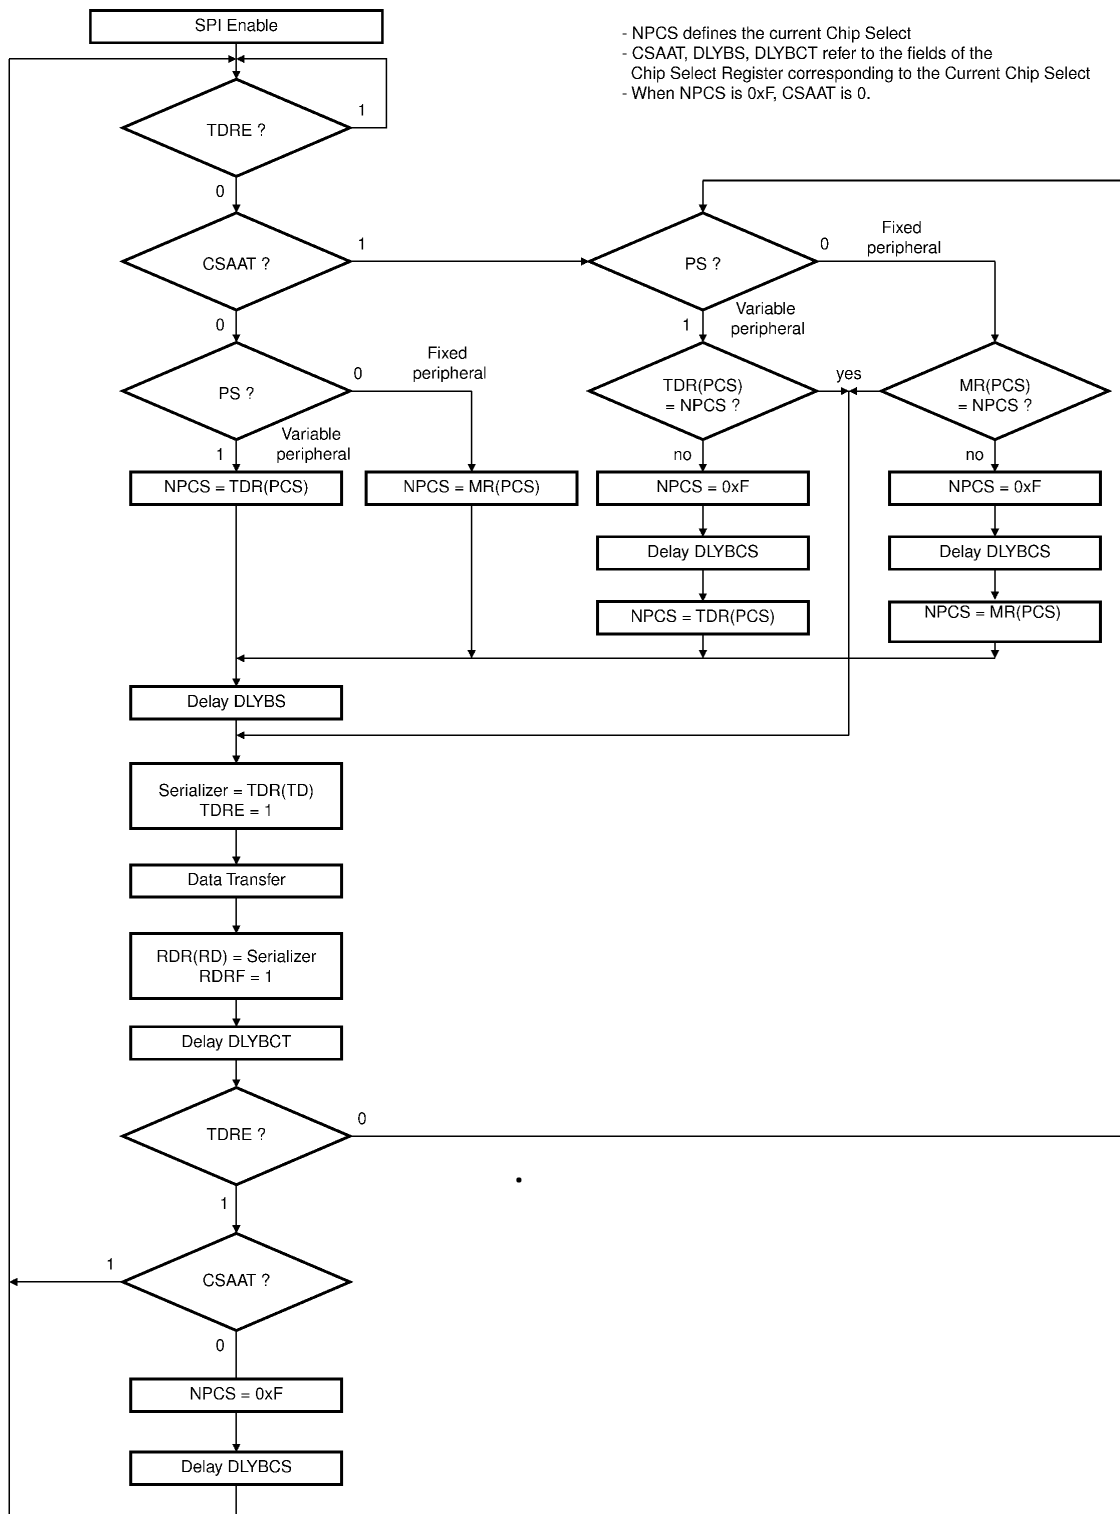 SPI Enable
- NPCS defines the current Chip Select
- CSAAT, DLYBS, DLYBCT refer to the fields of the
Chip Select Register corresponding to the Current Chip Select
- When NPCS is 0xF, CSAAT is 0.
1
TDRE ?
0
CSAAT ?
1
PS ?
0
Fixed
peripheral
0
1
Variable
peripheral
PS ?
0
Fixed
peripheral
1
Variable
peripheral
TDR(PCS)
= NPCS ?
yes
MR(PCS)
= NPCS ?
no
no
NPCS = TDR(PCS)
NPCS = MR(PCS)
NPCS = 0xF
NPCS = 0xF
Delay DLYBCS
Delay DLYBCS
NPCS = TDR(PCS)
NPCS = MR(PCS)
Delay DLYBS
Serializer = TDR(TD)
TDRE = 1
Data Transfer
RDR(RD) = Serializer
RDRF = 1
Delay DLYBCT
TDRE ?
0
1
CSAAT ?
1
0
NPCS = 0xF
Delay DLYBCS